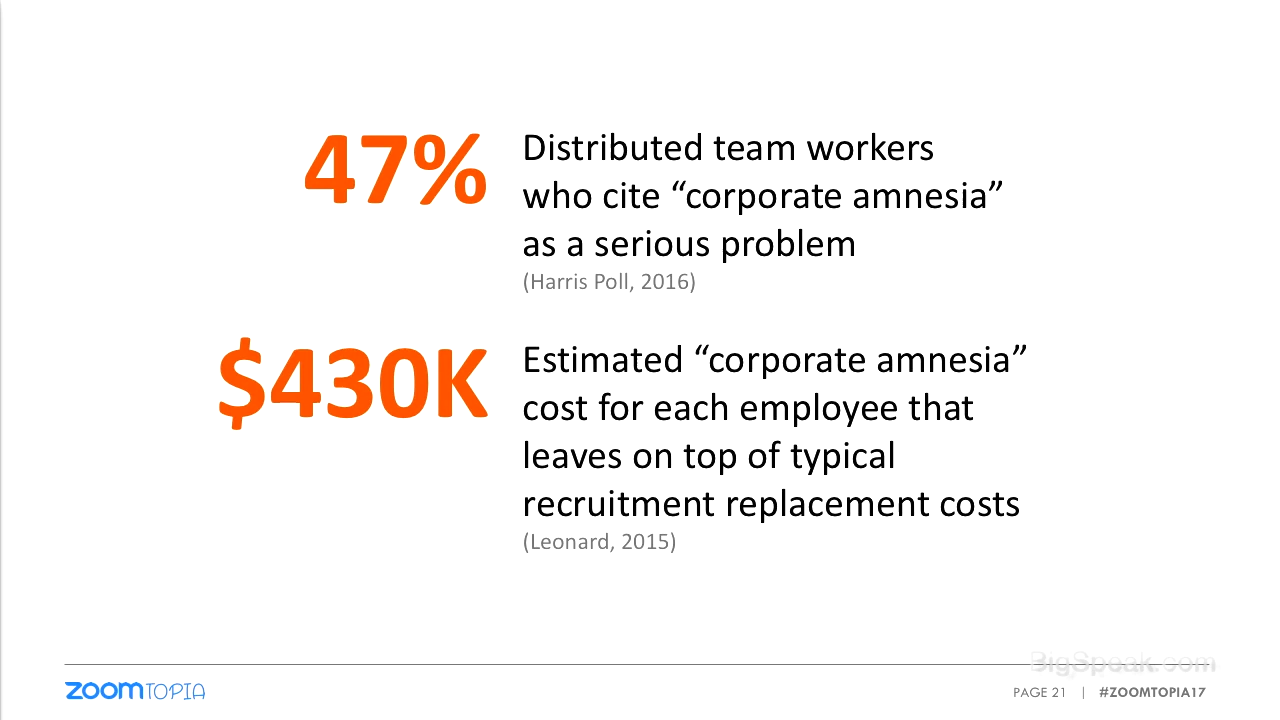 47%
Distributed team workers
who cite “corporate amnesia”
as a serious problem
(Harris Poll, 2016)
$430K
Estimated “corporate amnesia”
cost for each employee that
leaves on top of typical
recruitment replacement costs
(Leonard, 2015)
BigSpeak.com
zoomTOPIA
PAGE 21 | #ZOOMTOPIA17